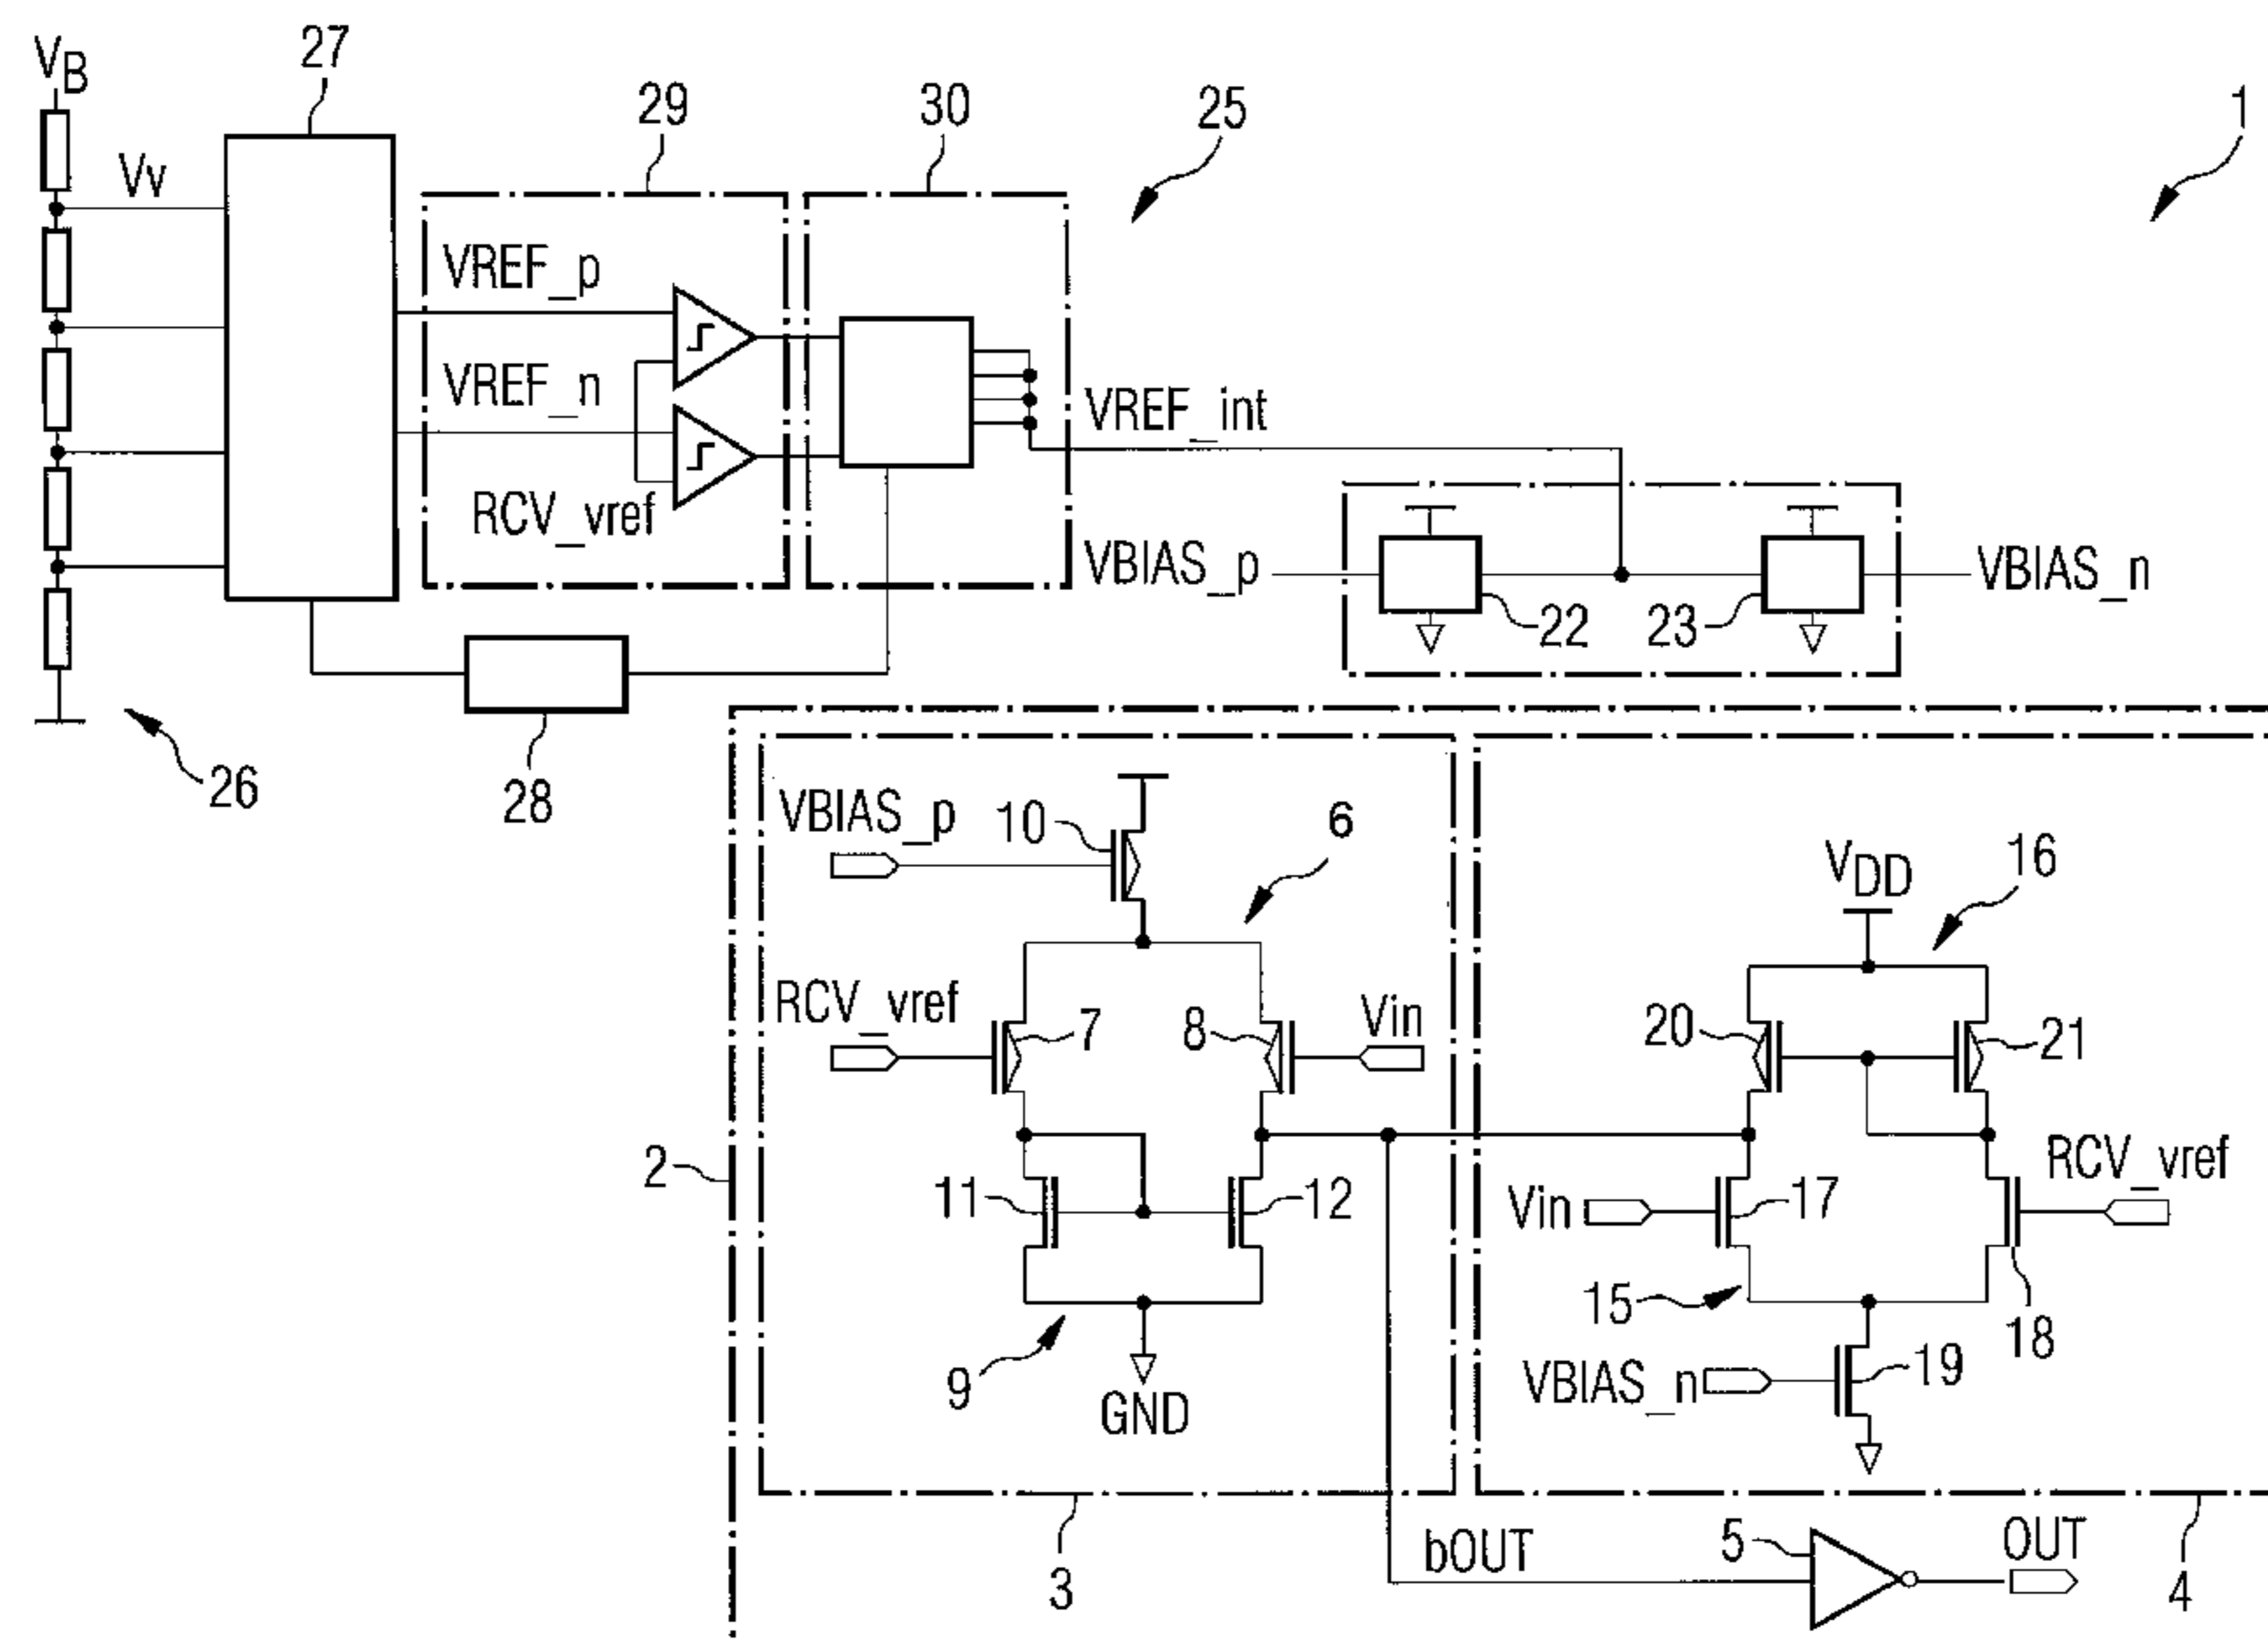 VB
27
29
30
25
1
Vv
VREF_p
VREF_n
VREF_int
RCV_vref
VBIAS_p
22
23
VBIAS_n
26
28
VBIAS_p
10
6
VDD
16
RCV_vref
7
8
Vin
20
21
2
11
12
Vin
17
RCV_vref
15
18
9
GND
VBIAS_n
19
3
bOUT
5
OUT
4